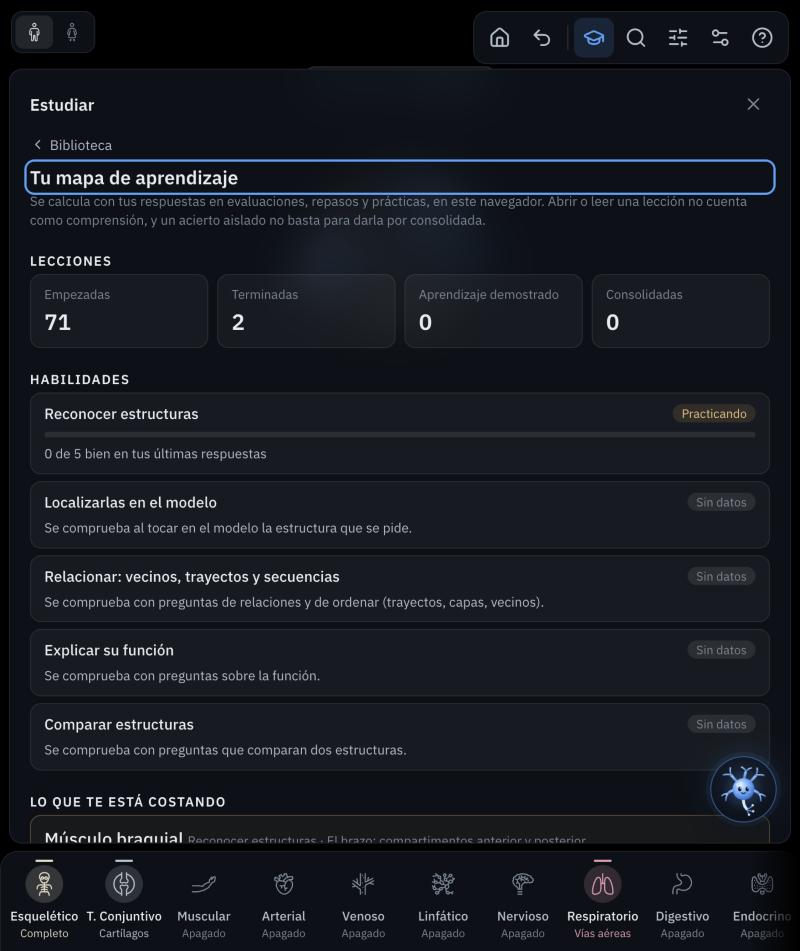 Estudiar
Biblioteca
Tu mapa de aprendizaje
Se calcula con tus respuestas en evaluaciones, repasos y prácticas, en este navegador. Abrir o leer una lección no cuenta
como comprensión, y un acierto aislado no basta para darla por consolidada.
LECCIONES
Empezadas
71
Terminadas
2
Aprendizaje demostrado
0
Consolidadas
0
HABILIDADES
Reconocer estructuras
Practicando
0 de 5 bien en tus últimas respuestas
Localizarlas en el modelo
Sin datos
Se comprueba al tocar en el modelo la estructura que se pide.
Relacionar: vecinos, trayectos y secuencias
Sin datos
Se comprueba con preguntas de relaciones y de ordenar (trayectos, capas, vecinos).
Explicar su función
Sin datos
Se comprueba con preguntas sobre la función.
Comparar estructuras
Sin datos
Se comprueba con preguntas que comparan dos estructuras.
LO QUE TE ESTÁ COSTANDO
Músculo braquial Reconocer estructuras · El brazo: compartimentos anterior y posterior
Esquelético
Completo
T. Conjuntivo
Cartílagos
Muscular
Apagado
Arterial
Apagado
Venoso
Apagado
Linfático
Apagado
Nervioso
Apagado
Respiratorio
Vías aéreas
Digestivo
Apagado
Endocrino
Apagado